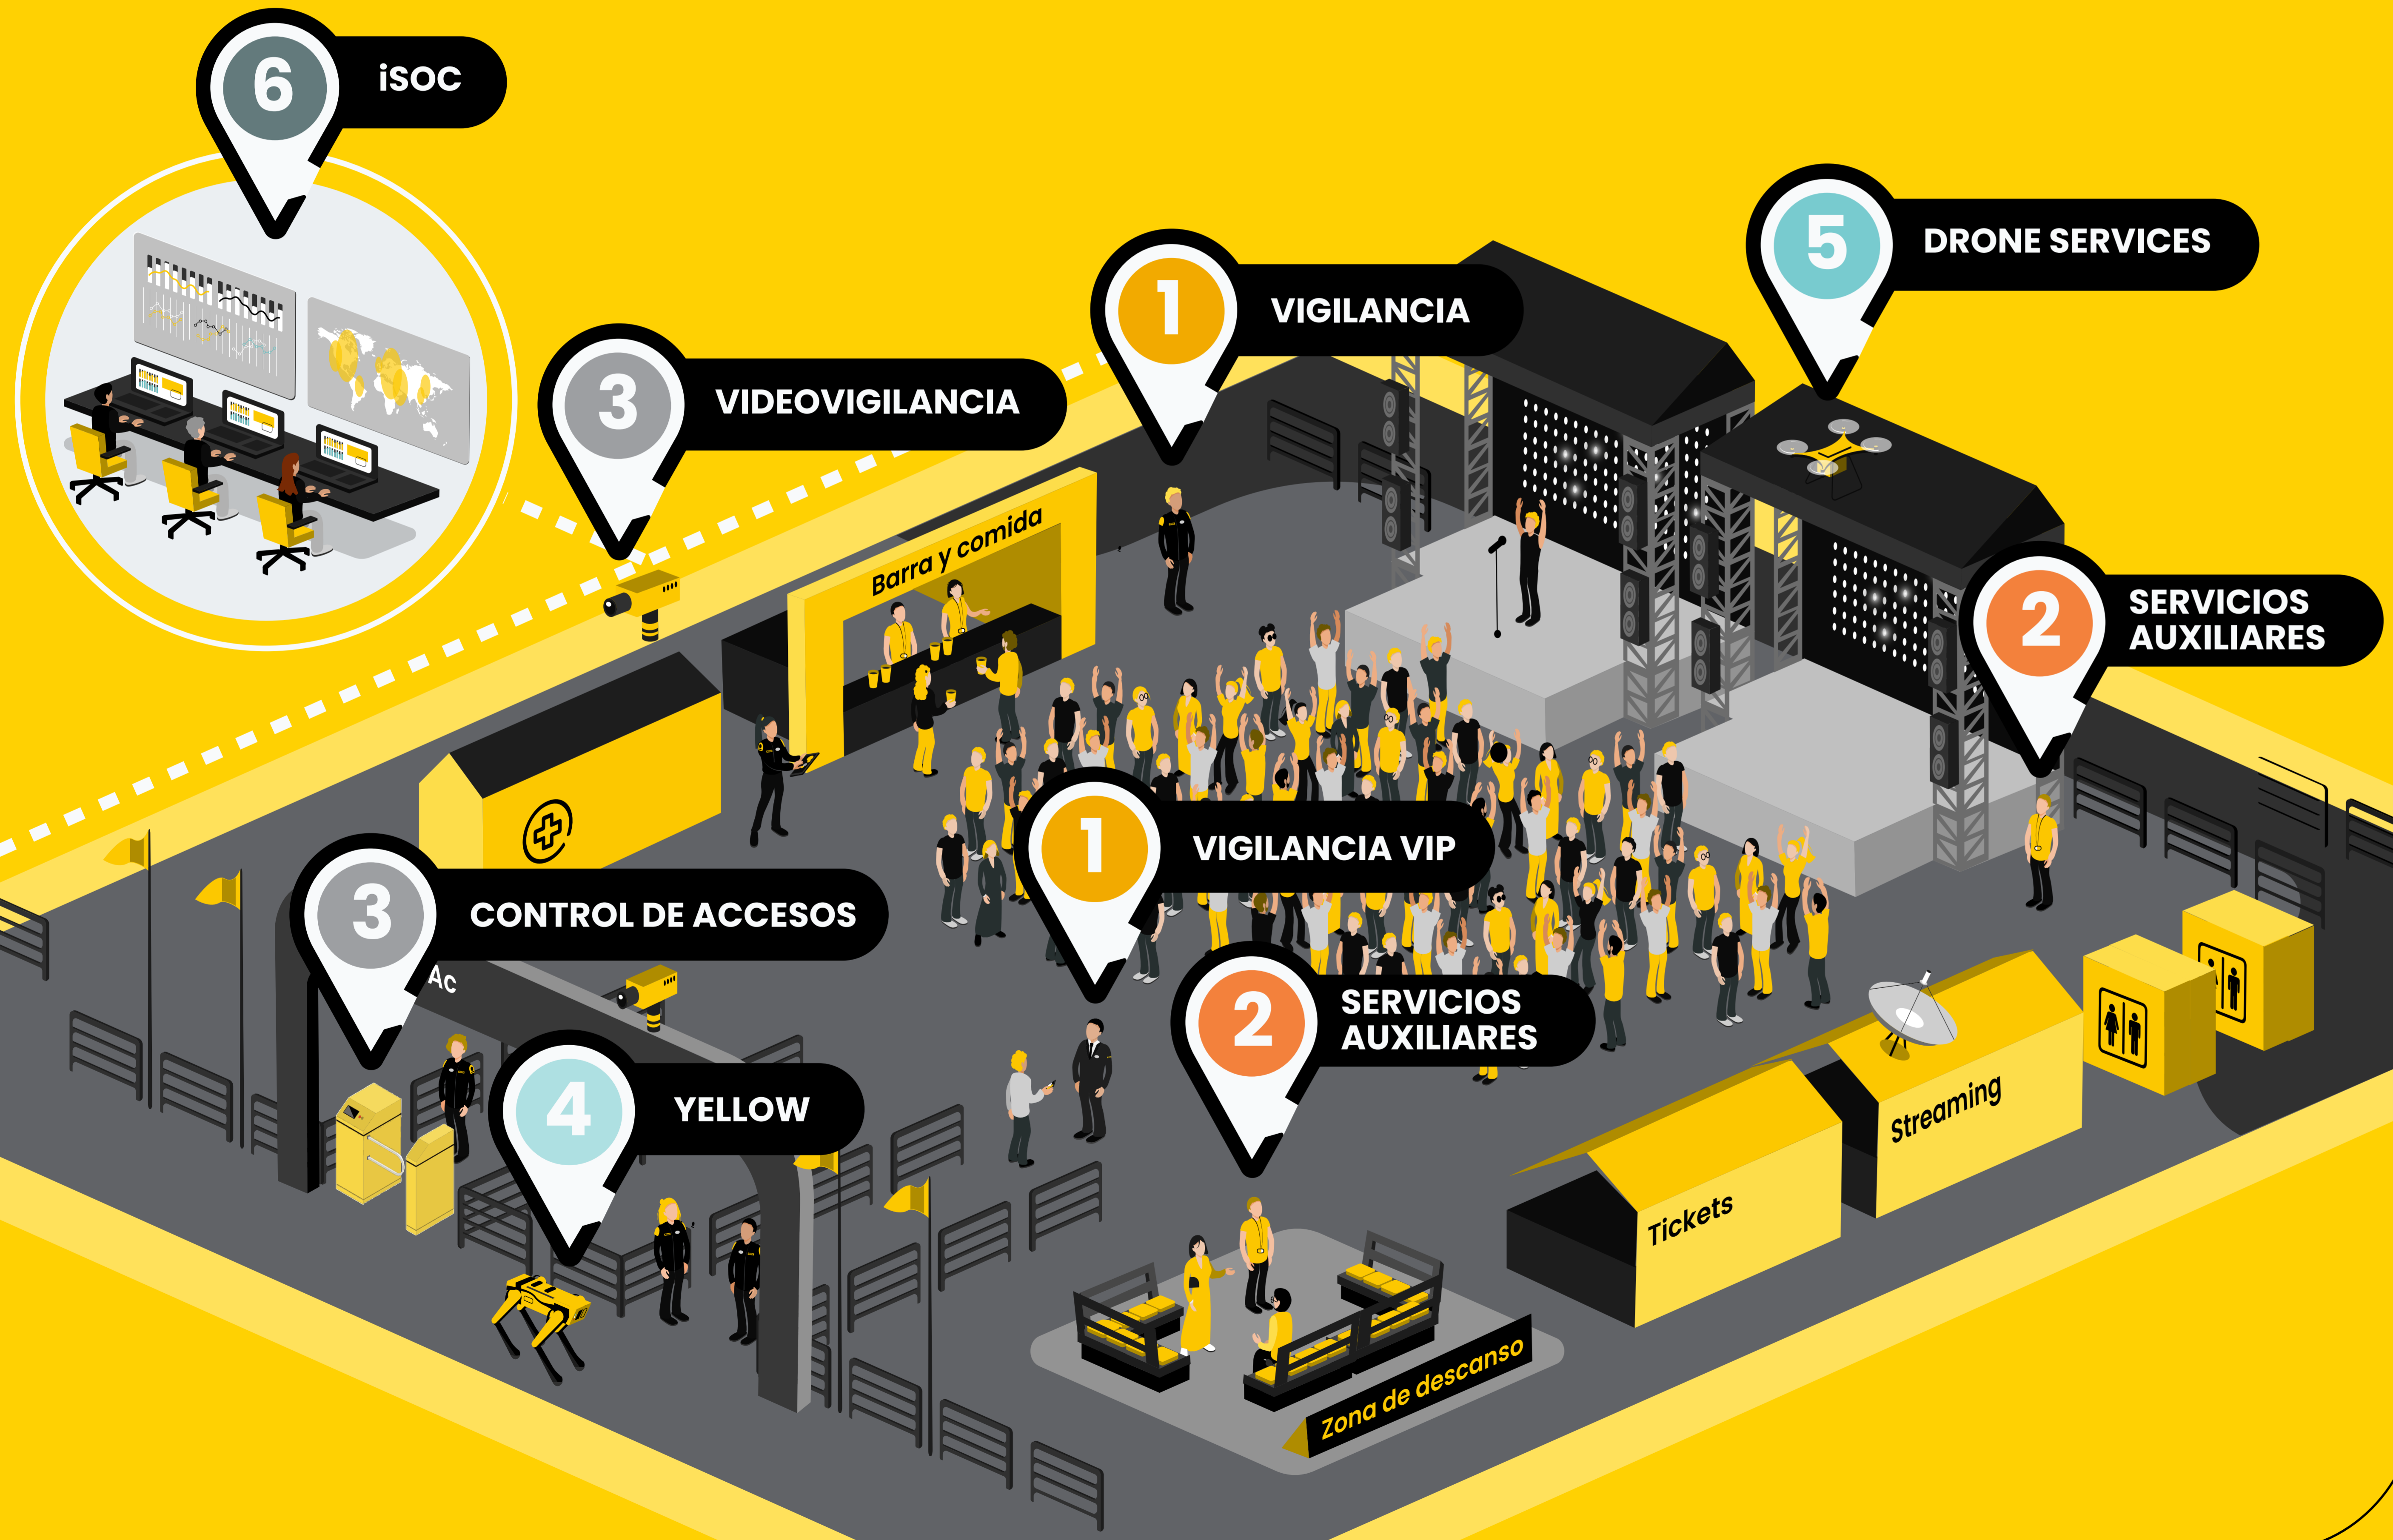 6
iSOC
5
DRONE SERVICES
1
VIGILANCIA
3
VIDEOVIGILANCIA
Barra y comida
2
SERVICIOS
AUXILIARES
1
VIGILANCIA VIP
3
CONTROL DE ACCESOS
Ac
2
SERVICIOS
AUXILIARES
4
YELLOW
Streaming
Tickets
Zona de descanso